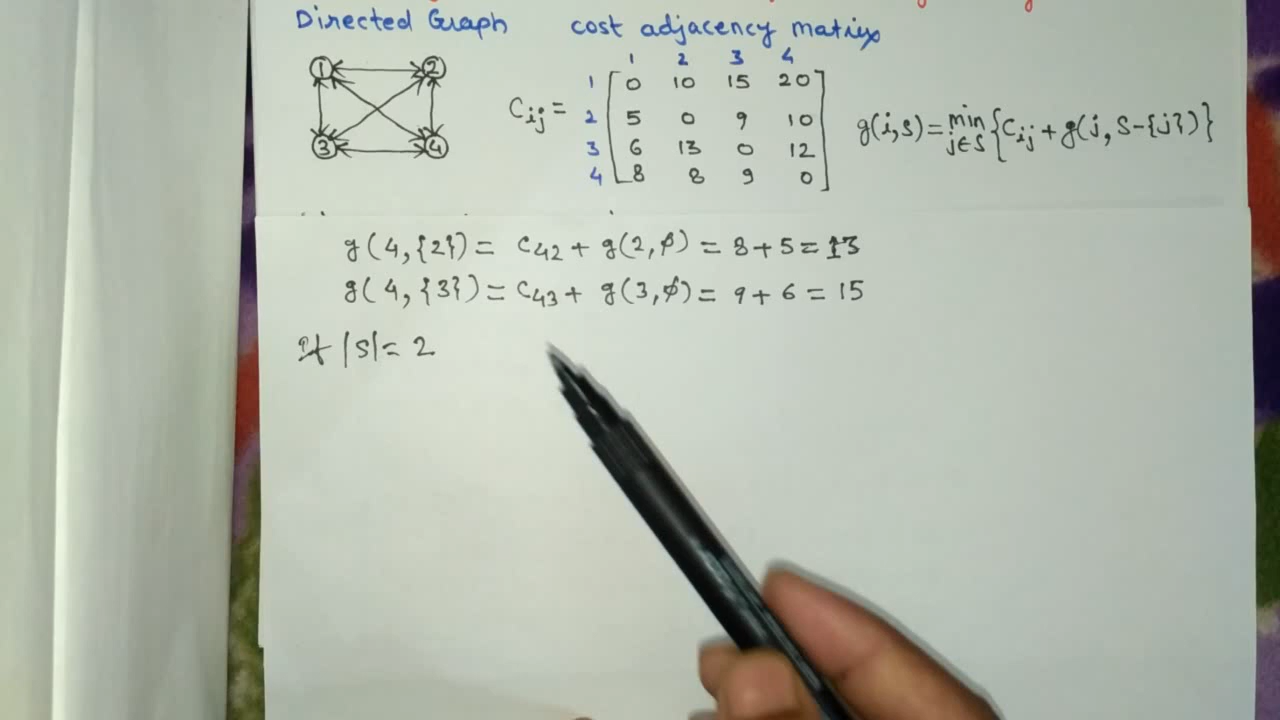 Directed Graph cost adjacency matrix
1 2 3 4
1 2 3 4
Cij = 1 [ 0 10 15 20 ]
2 [ 5 0 9 10 ]
3 [ 6 13 0 12 ]
4 [ 8 8 9 0 ]
g(i,s) = min j∈S { Cij + g(j, S-{j}) }
g(4,{2}) = C42 + g(2,ϕ) = 8+5 = 13
g(4,{3}) = C43 + g(3,ϕ) = 9+6 = 15
if |S| = 2